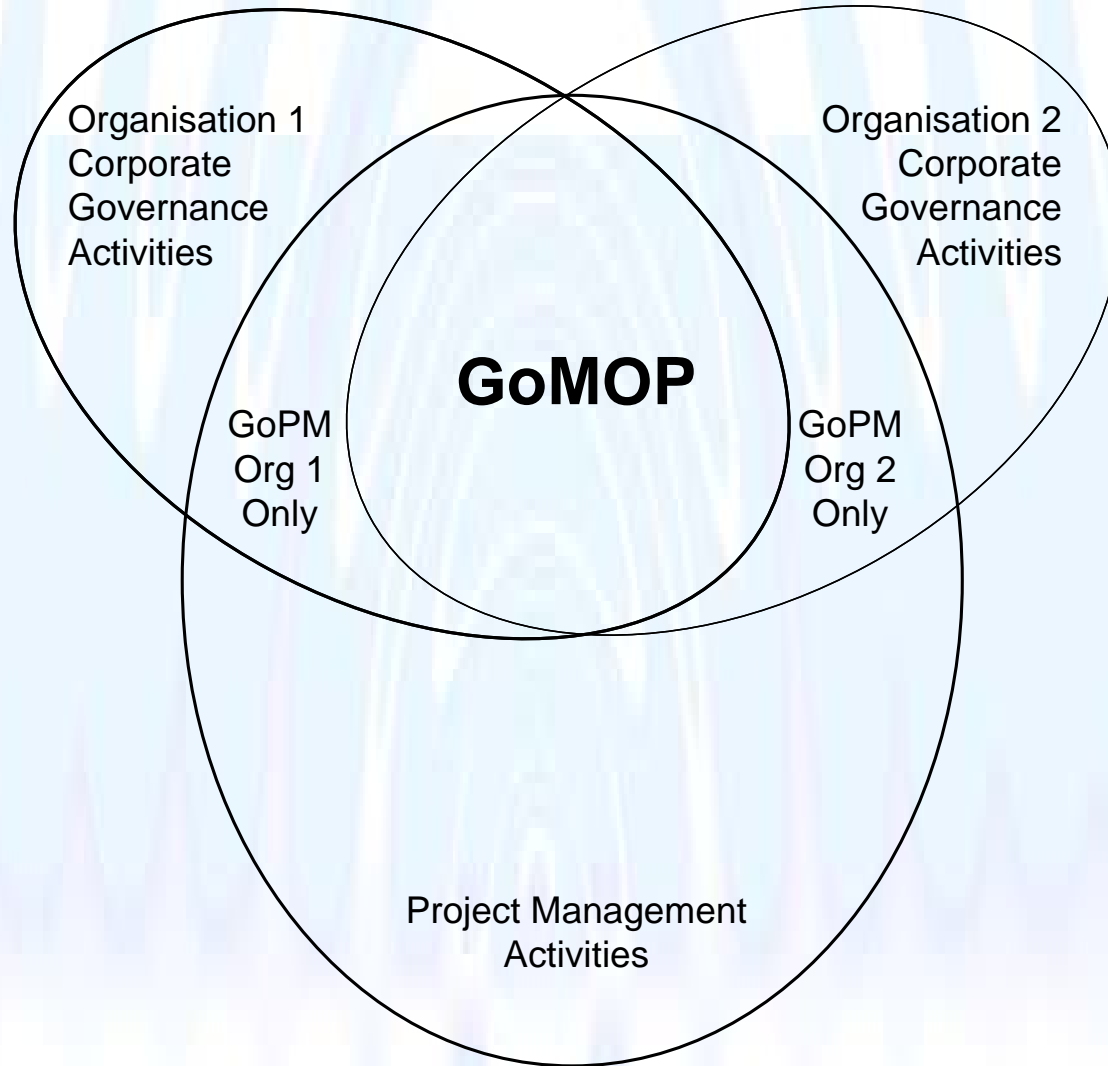 Organisation 1
Corporate
Governance
Activities
Organisation 2
Corporate
Governance
Activities
GoMOP
GoPM
Org 1
Only
GoPM
Org 2
Only
Project Management
Activities